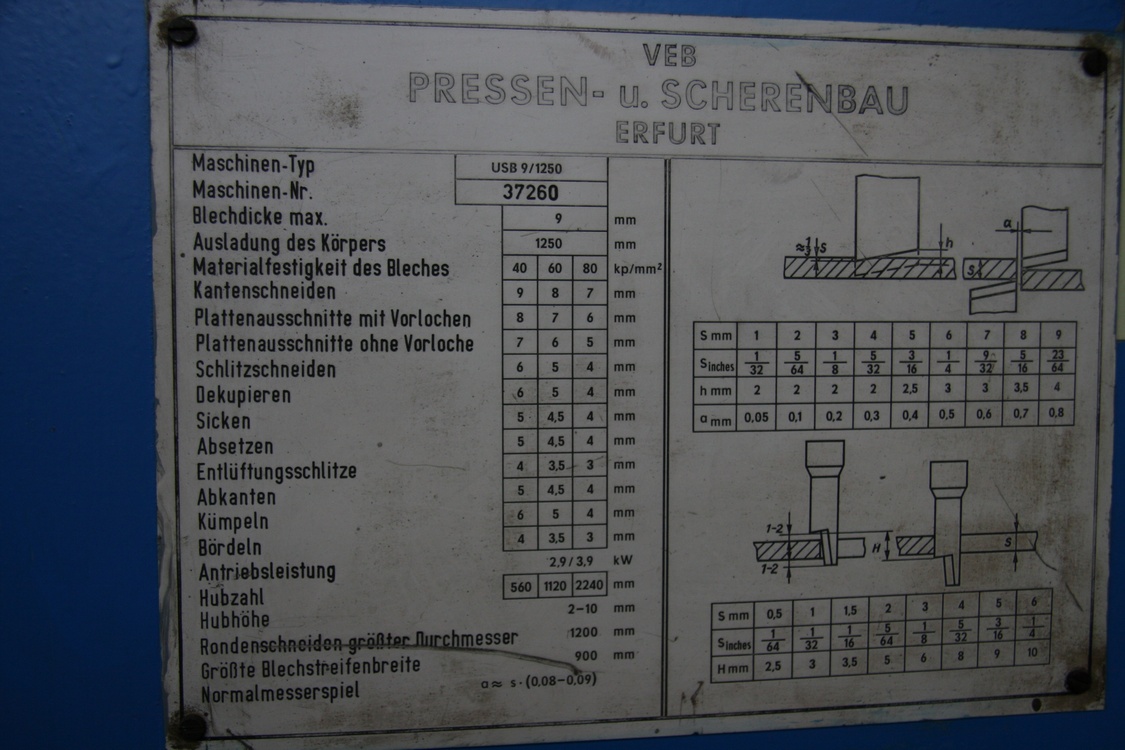 VEB
PRESSEN- u. SCHERENBAU
ERFURT
Maschinen-Typ USB 9/1250
Maschinen-Nr. 37260
Blechdicke max. 9 mm
Ausladung des Körpers 1250 mm
Materialfestigkeit des Bleches 40 60 80 kp/mm²
Kantenschneiden 9 8 7 mm
Plattenausschnitte mit Vorlochen 8 7 6 mm
Plattenausschnitte ohne Vorloche 7 6 5 mm
Schlitzschneiden 6 5 4 mm
Dekupieren 6 5 4 mm
Sicken 5 4,5 4 mm
Absetzen 5 4,5 4 mm
Entlüftungsschlitze 4 3,5 3 mm
Abkanten 5 4,5 4 mm
Kümpeln 6 5 4 mm
Bördeln 4 3,5 3 mm
Antriebsleistung 2,9/3,9 kW
Hubzahl 560 1120 2240 mm
Hubhöhe 2-10 mm
Rondenschneiden größter Durchmesser 1200 mm
Größte Blechstreifenbreite 900 mm
Normalmesserspiel a≈ s·(0,08-0,09)
≈1/3 s h a s
S mm 1 2 3 4 5 6 7 8 9
S inches 1/32 5/64 1/8 5/32 3/16 1/4 9/32 5/16 23/64
h mm 2 2 2 2 2,5 3 3 3,5 4
a mm 0,05 0,1 0,2 0,3 0,4 0,5 0,6 0,7 0,8
1-2 H s
1-2
S mm 0,5 1 1,5 2 3 4 5 6
S inches 1/64 1/32 1/16 5/64 1/8 5/32 3/16 1/4
H mm 2,5 3 3,5 5 6 8 9 10